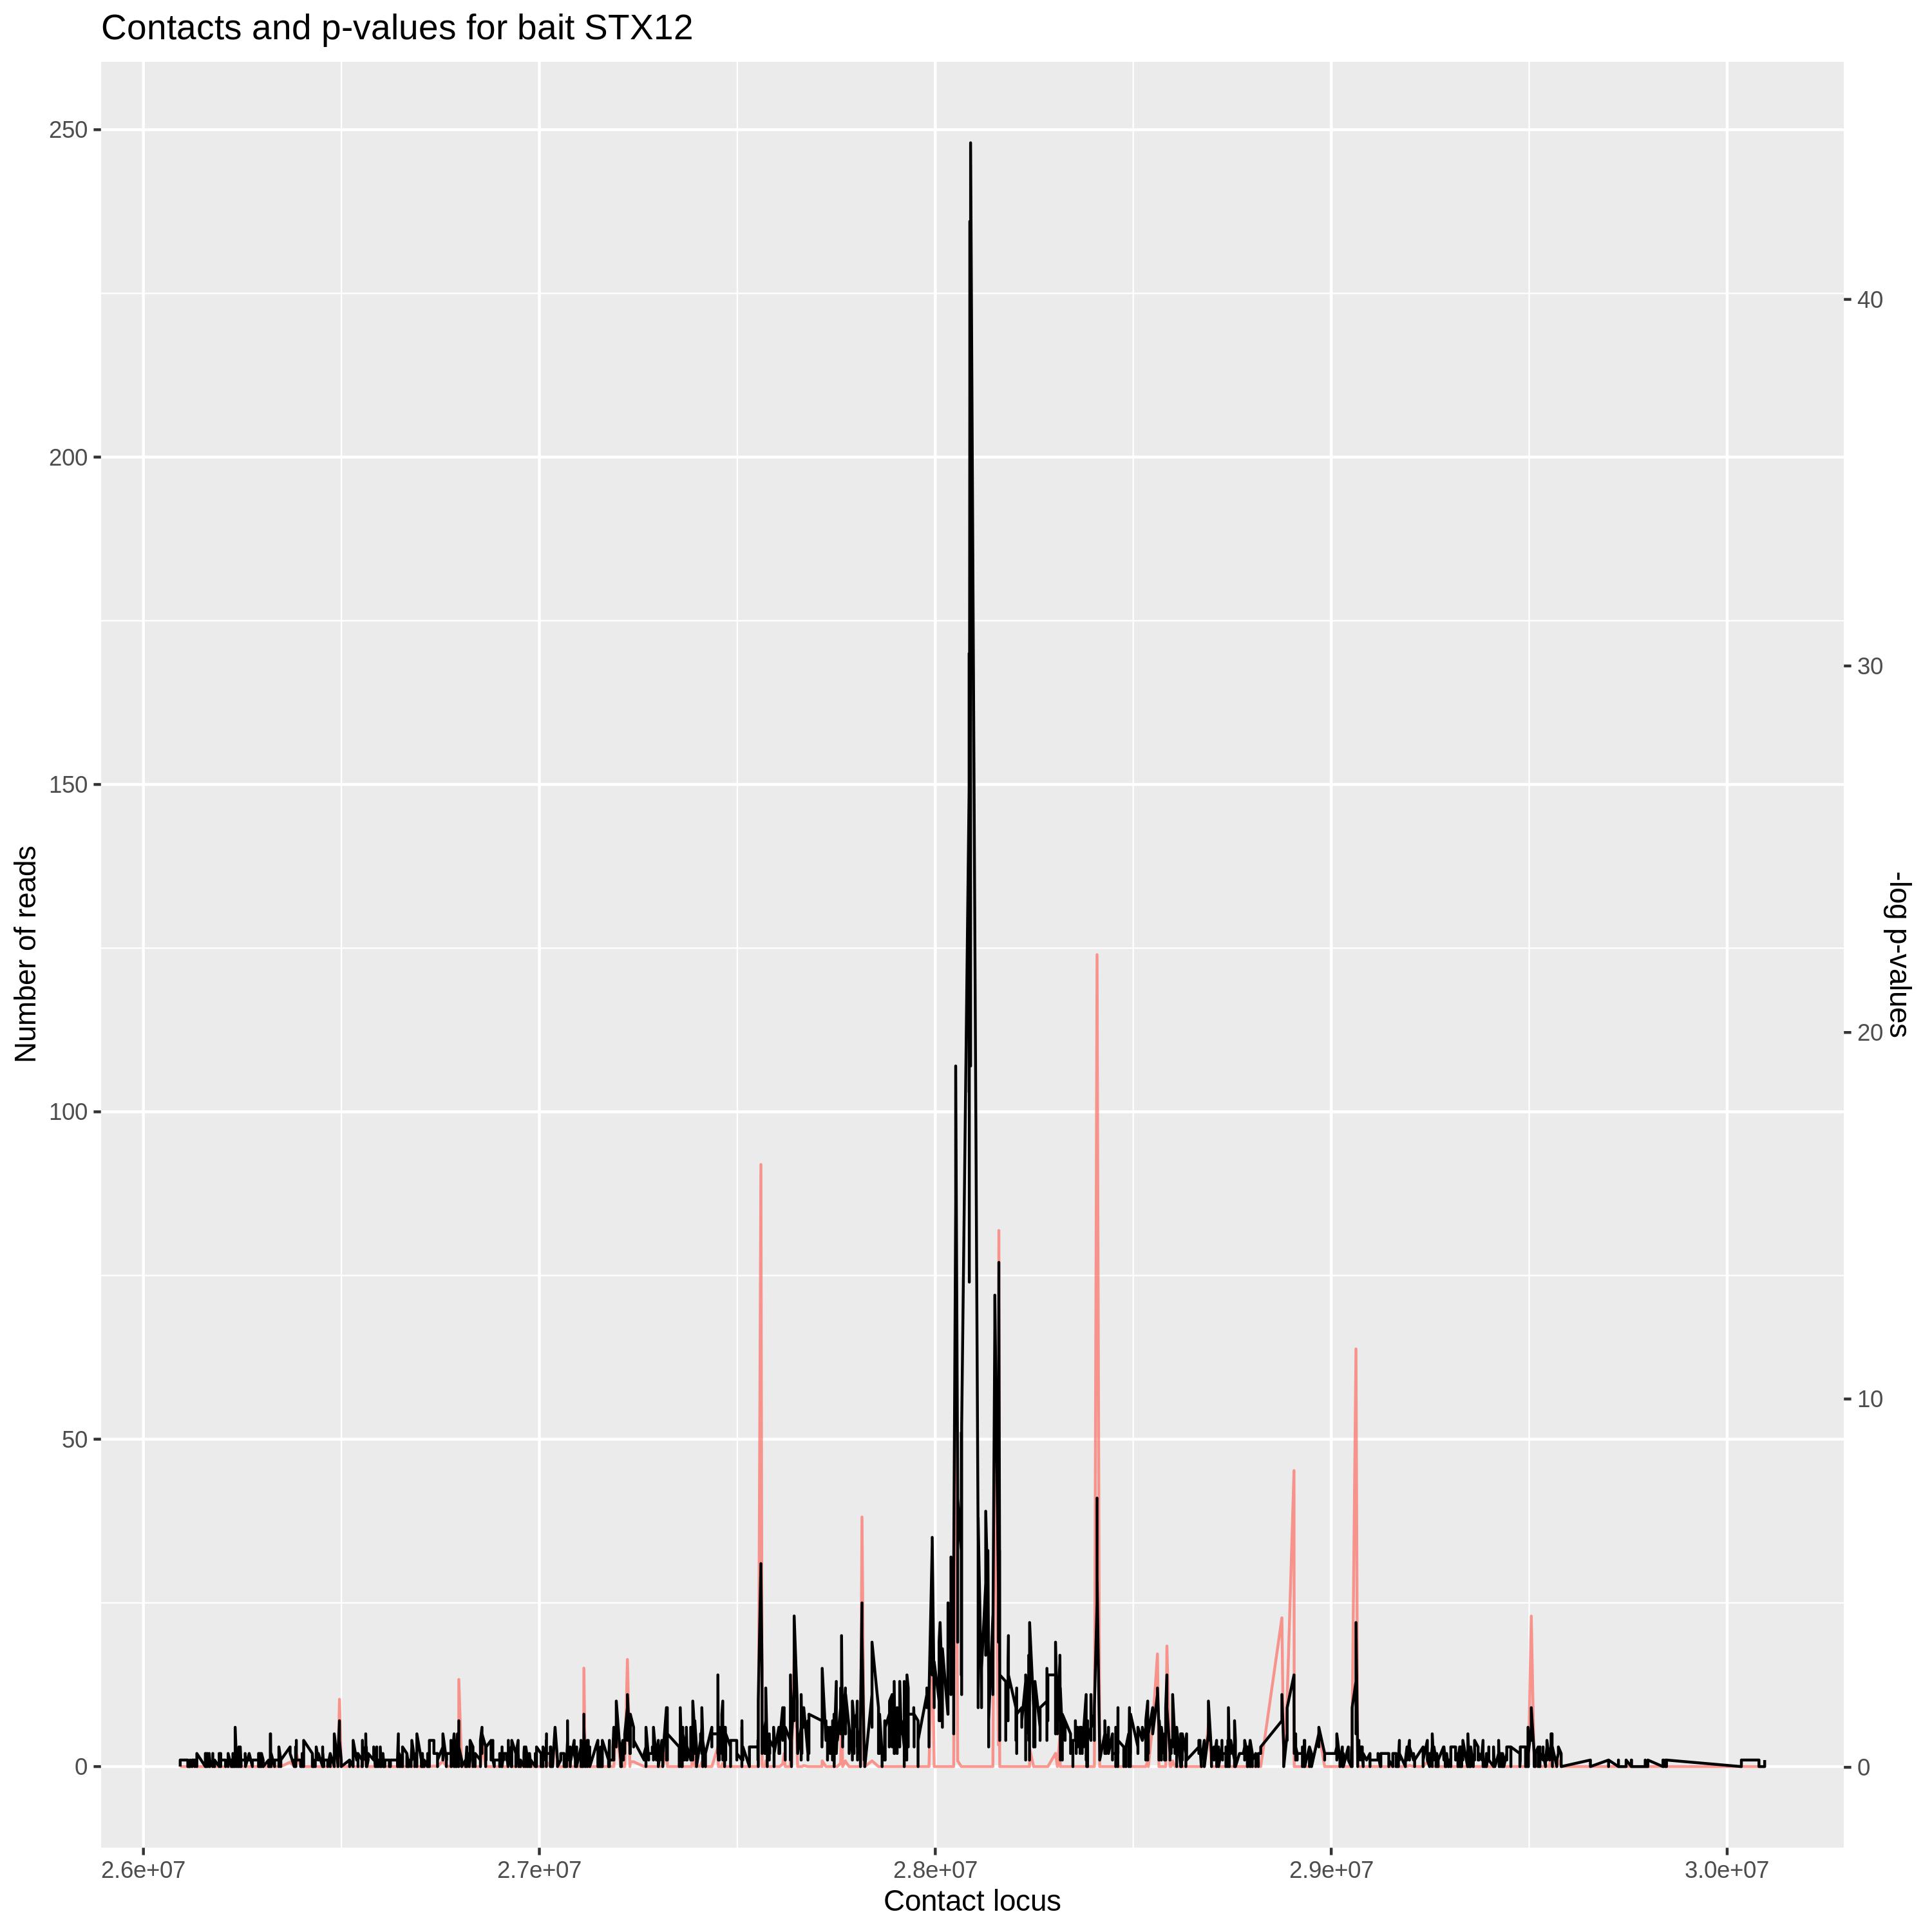 Contacts and p-values for bait STX12
250
200
150
100
50
0
Number of reads
40
30
20
10
0
-log p-values
2.6e+07 2.7e+07 2.8e+07 2.9e+07 3.0e+07
Contact locus